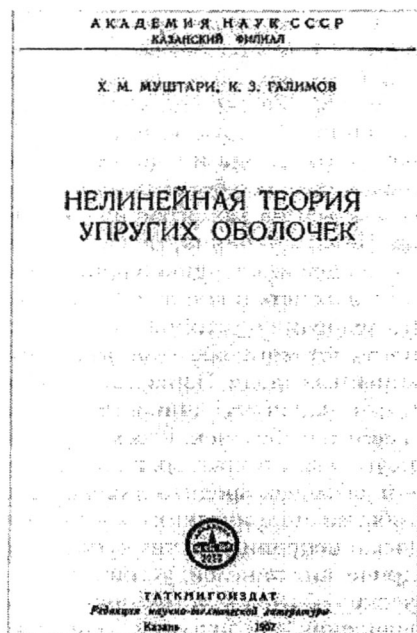 АКАДЕМИЯ НАУК СССР
КАЗАНСКИЙ ФИЛИАЛ
Х. М. МУШТАРИ, К. З. ГАЛИМОВ
НЕЛИНЕЙНАЯ ТЕОРИЯ
УПРУГИХ ОБОЛОЧЕК
ТАТКНИГОИЗДАТ
Редакция научно-технической литературы
Казань 1957